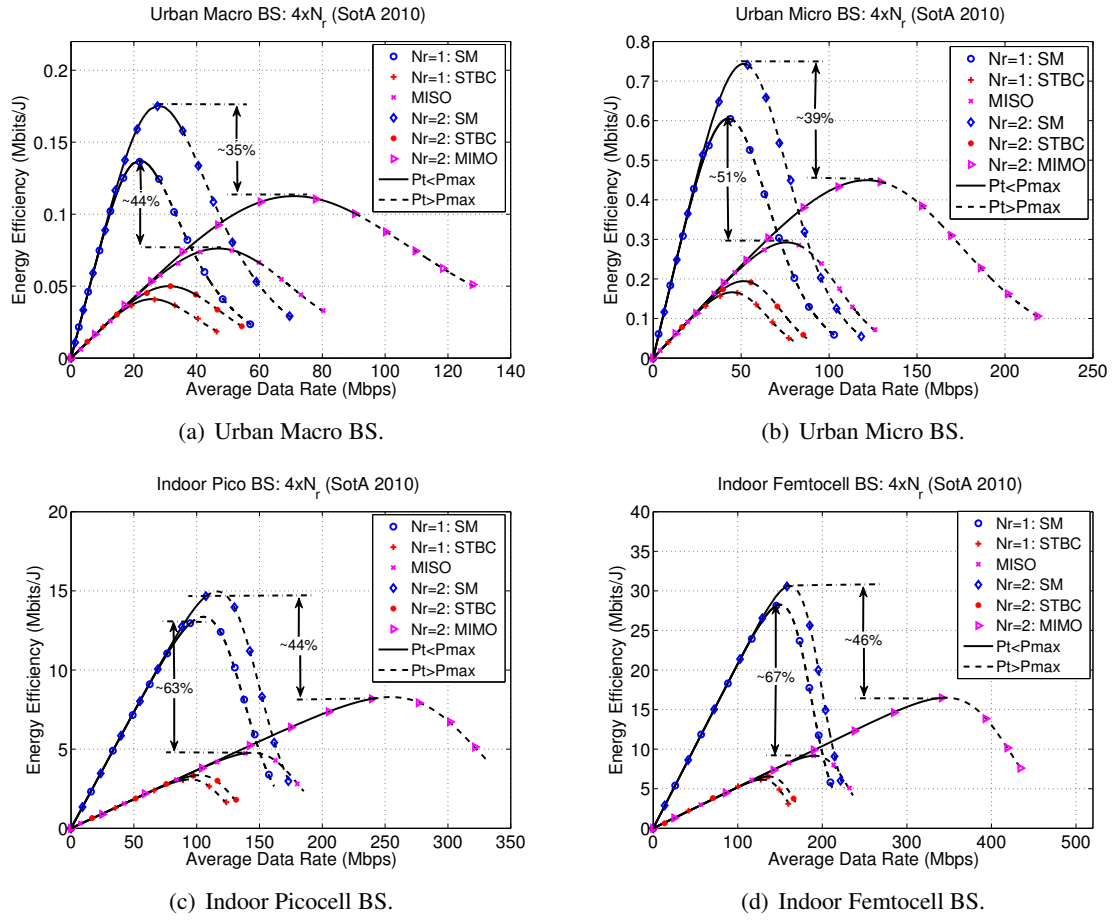 Urban Macro BS: 4xN_r (SotA 2010)
Energy Efficiency (Mbits/J)
0.2
0.15
0.1
0.05
0
0 20 40 60 80 100 120 140
Average Data Rate (Mbps)
~44%
~35%
Nr=1: SM
Nr=1: STBC
MISO
Nr=2: SM
Nr=2: STBC
Nr=2: MIMO
Pt<Pmax
Pt>Pmax
(a) Urban Macro BS.
Urban Micro BS: 4xN_r (SotA 2010)
Energy Efficiency (Mbits/J)
0.8
0.7
0.6
0.5
0.4
0.3
0.2
0.1
0
0 50 100 150 200 250
Average Data Rate (Mbps)
~51%
~39%
Nr=1: SM
Nr=1: STBC
MISO
Nr=2: SM
Nr=2: STBC
Nr=2: MIMO
Pt<Pmax
Pt>Pmax
(b) Urban Micro BS.
Indoor Pico BS: 4xN_r (SotA 2010)
Energy Efficiency (Mbits/J)
20
15
10
5
0
0 50 100 150 200 250 300 350
Average Data Rate (Mbps)
~63%
~44%
Nr=1: SM
Nr=1: STBC
MISO
Nr=2: SM
Nr=2: STBC
Nr=2: MIMO
Pt<Pmax
Pt>Pmax
(c) Indoor Picocell BS.
Indoor Femtocell BS: 4xN_r (SotA 2010)
Energy Efficiency (Mbits/J)
40
35
30
25
20
15
10
5
0
0 100 200 300 400 500
Average Data Rate (Mbps)
~67%
~46%
Nr=1: SM
Nr=1: STBC
MISO
Nr=2: SM
Nr=2: STBC
Nr=2: MIMO
Pt<Pmax
Pt>Pmax
(d) Indoor Femtocell BS.